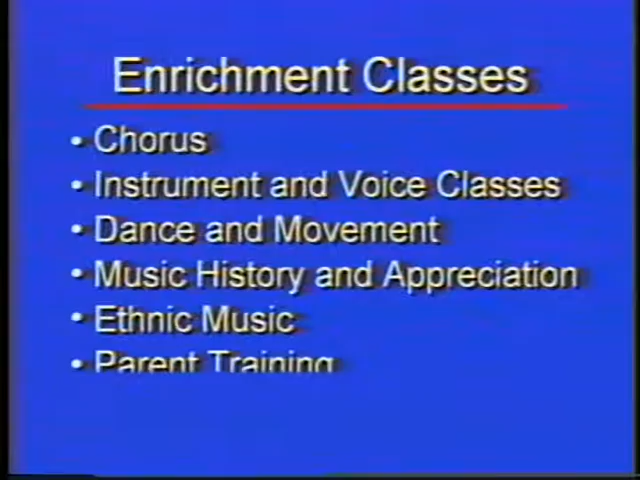 Enrichment Classes
• Chorus
• Instrument and Voice Classes
• Dance and Movement
• Music History and Appreciation
• Ethnic Music
• Parent Training